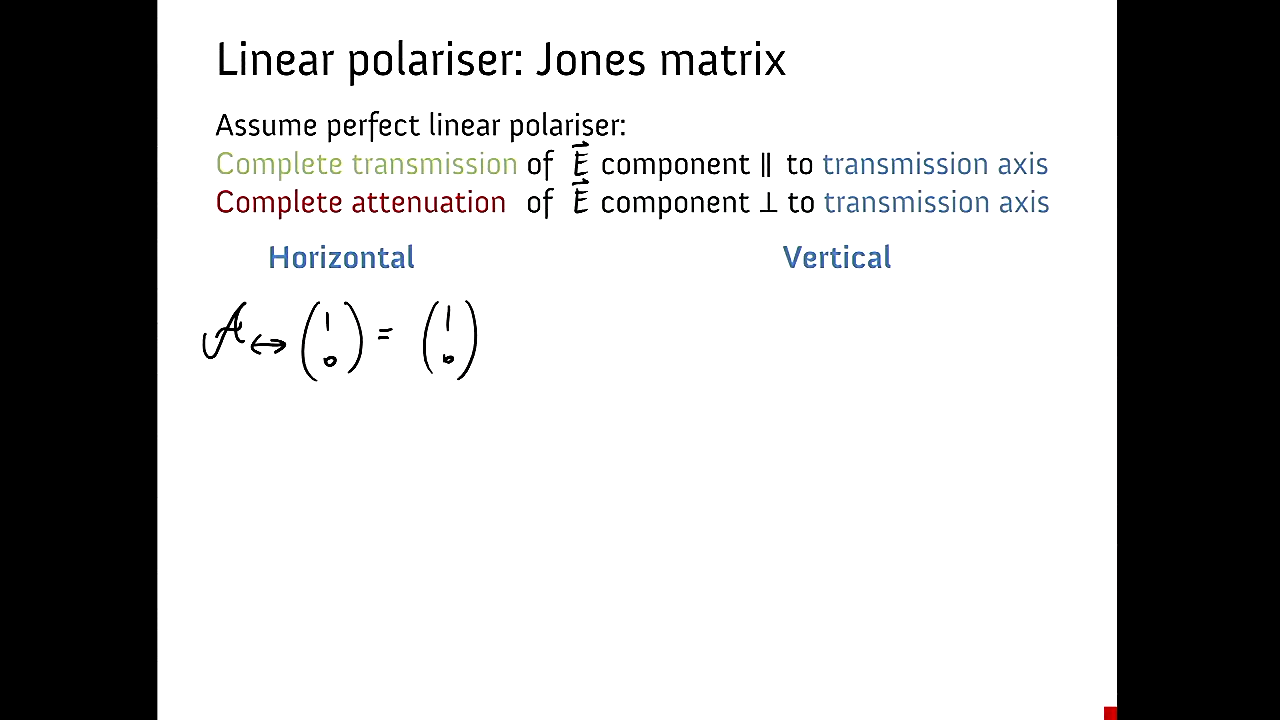 Linear polariser: Jones matrix
Assume perfect linear polariser:
Complete transmission of E⃗ component ∥ to transmission axis
Complete attenuation of E⃗ component ⊥ to transmission axis
Horizontal Vertical
𝒜↔ (1 0) = (1 0)